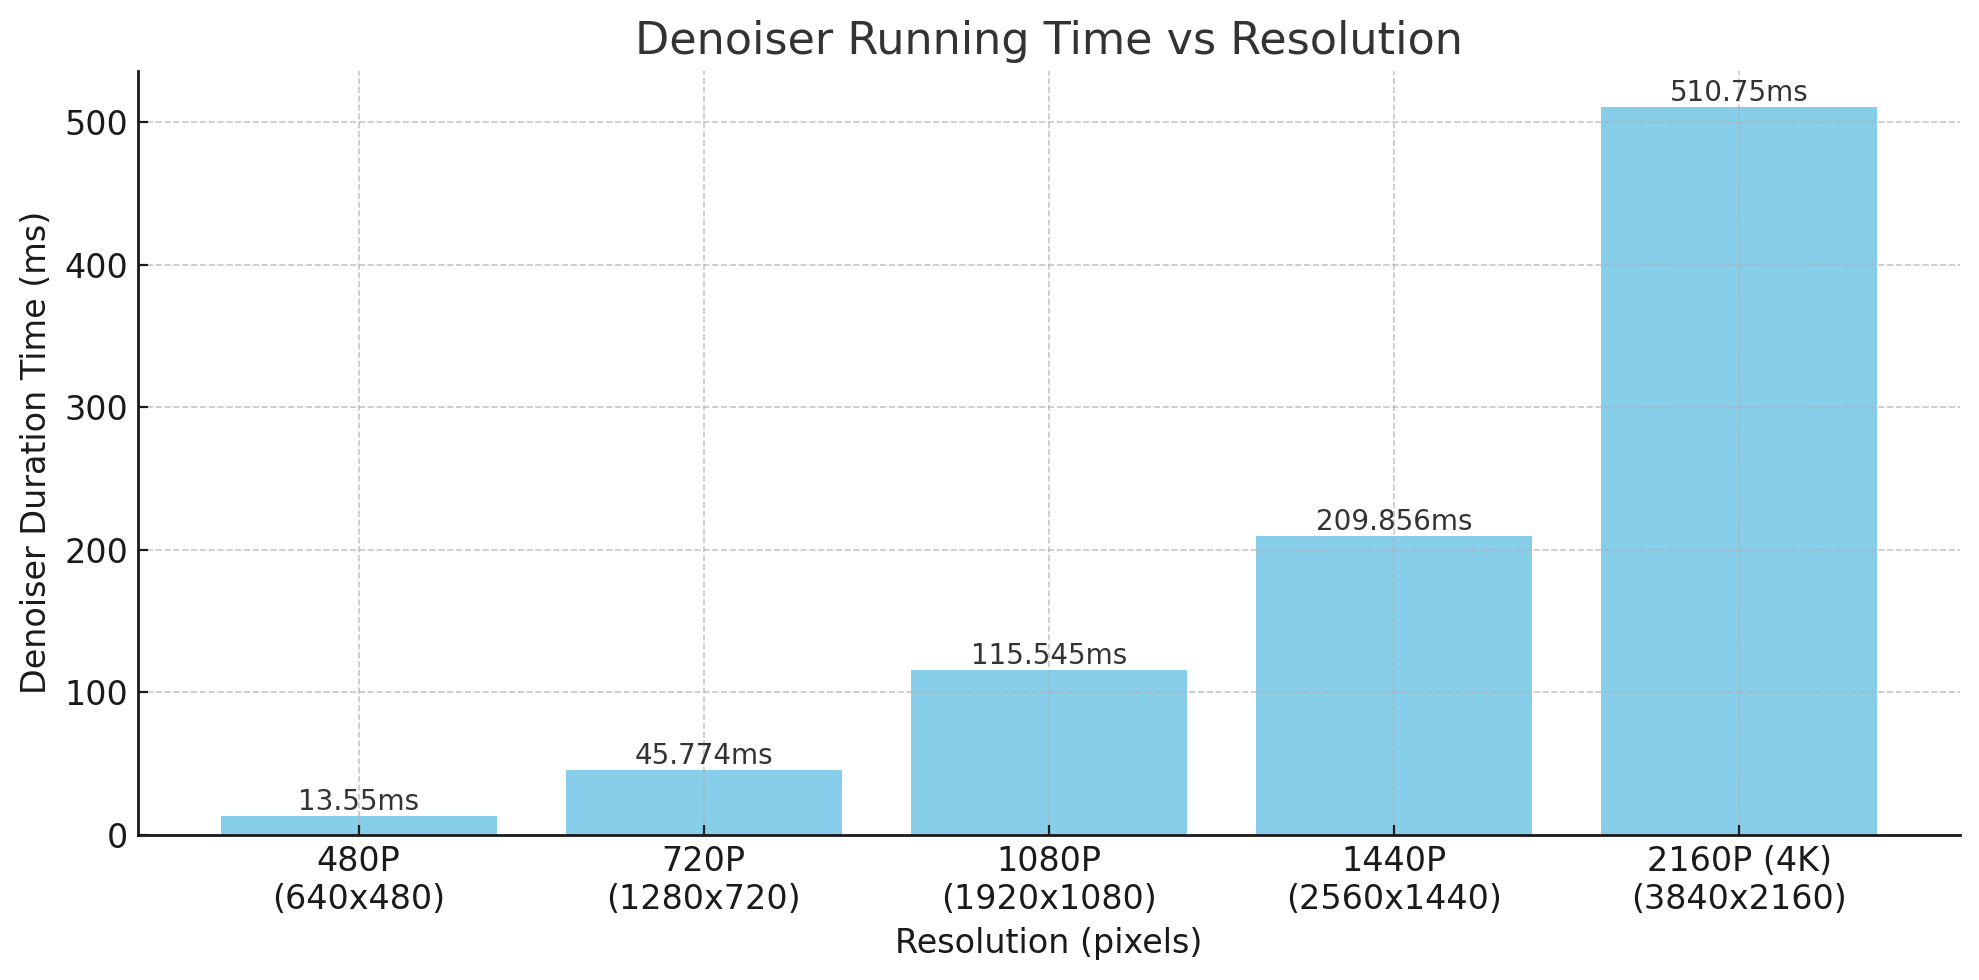 Denoiser Running Time vs Resolution
Denoiser Duration Time (ms)
500
400
300
200
100
0
13.55ms
45.774ms
115.545ms
209.856ms
510.75ms
480P
(640x480)
720P
(1280x720)
1080P
(1920x1080)
1440P
(2560x1440)
2160P (4K)
(3840x2160)
Resolution (pixels)